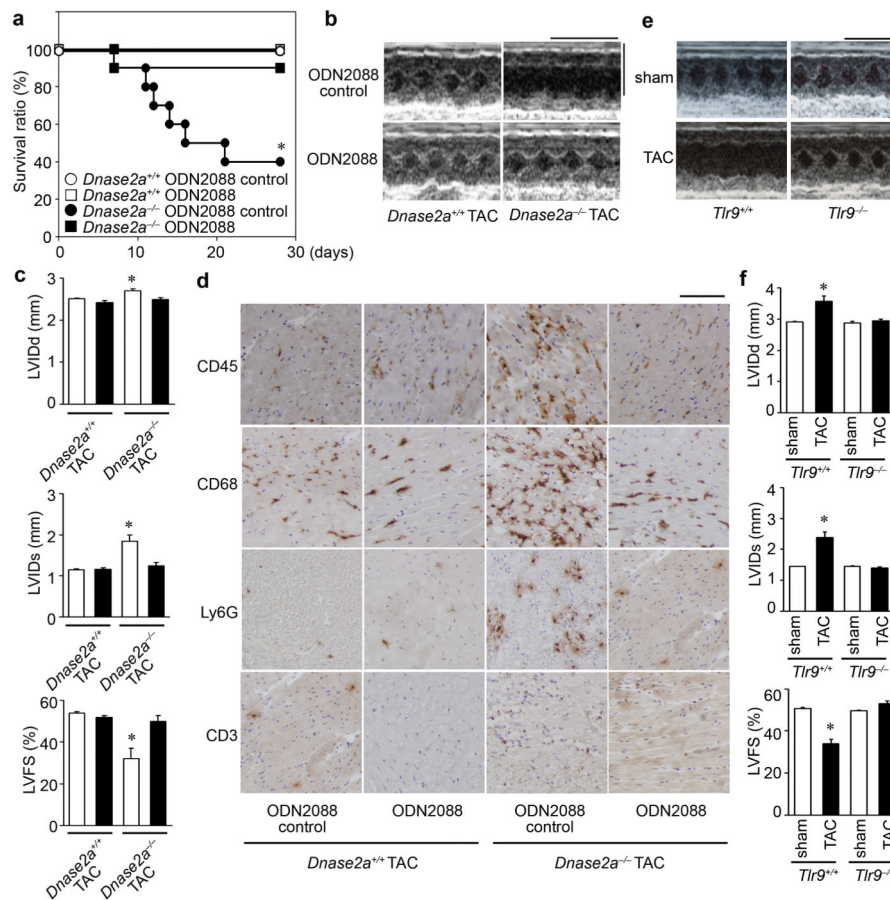 a
Survival ratio (%)
100
80
60
40
20
0
0
10
20
30
(days)
*
Dnase2a+/+ ODN2088 control
Dnase2a+/+ ODN2088
Dnase2a–/– ODN2088 control
Dnase2a–/– ODN2088
b
ODN2088
control
ODN2088
Dnase2a+/+ TAC
Dnase2a–/– TAC
e
sham
TAC
Tlr9+/+
Tlr9–/–
c
LVIDd (mm)
3
2
1
0
*
Dnase2a+/+
TAC
Dnase2a–/–
TAC
LVIDs (mm)
3
2
1
0
*
Dnase2a+/+
TAC
Dnase2a–/–
TAC
LVFS (%)
60
40
20
0
*
Dnase2a+/+
TAC
Dnase2a–/–
TAC
d
CD45
CD68
Ly6G
CD3
ODN2088
control
ODN2088
ODN2088
control
ODN2088
Dnase2a+/+ TAC
Dnase2a–/– TAC
f
LVIDd (mm)
4
3
2
1
0
*
sham
TAC
sham
TAC
Tlr9+/+
Tlr9–/–
LVIDs (mm)
3
2
1
0
*
sham
TAC
sham
TAC
Tlr9+/+
Tlr9–/–
LVFS (%)
60
40
20
0
*
sham
TAC
sham
TAC
Tlr9+/+
Tlr9–/